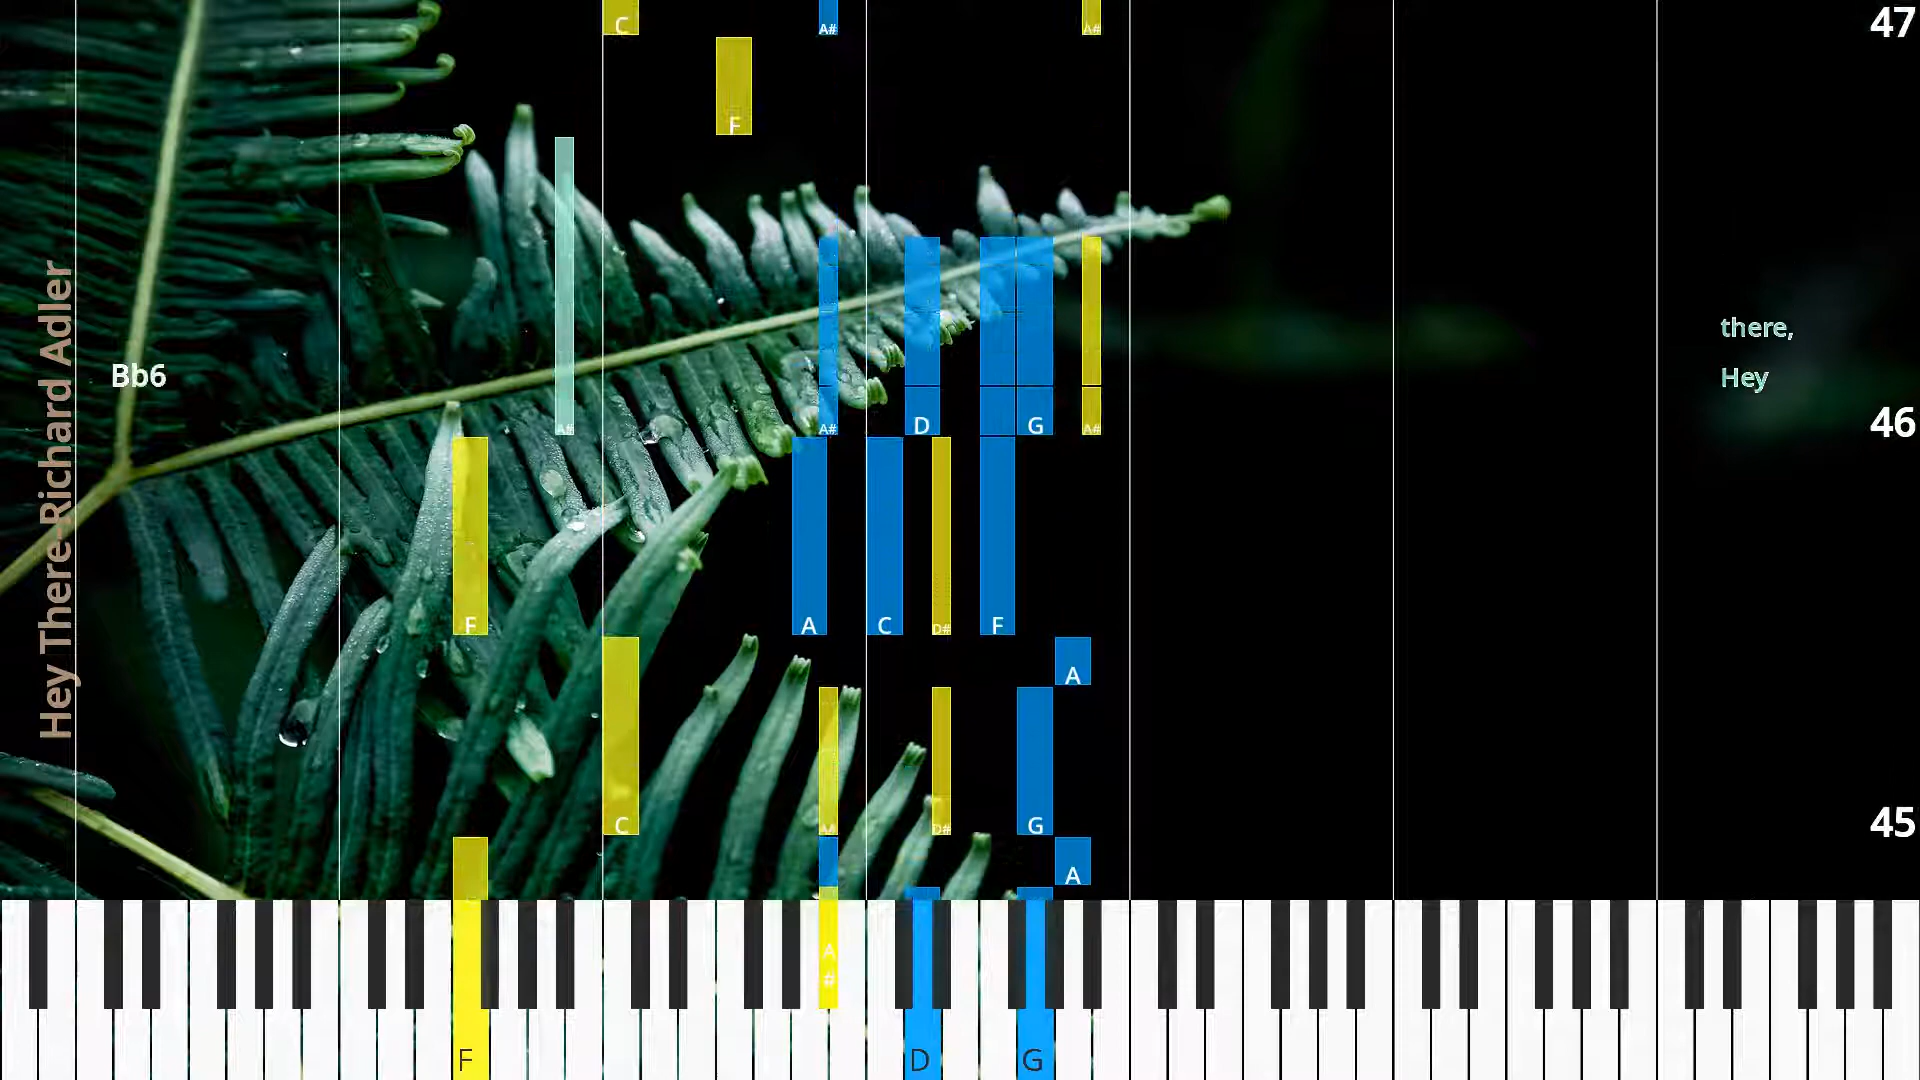 C
A#
A#
47
F
there,
Bb6
Hey
A#
A#
D
G
A#
46
F
A
C
D#
F
A
C
A#
D#
G
45
A
Hey There-Richard Adler
A
#
F
D
G